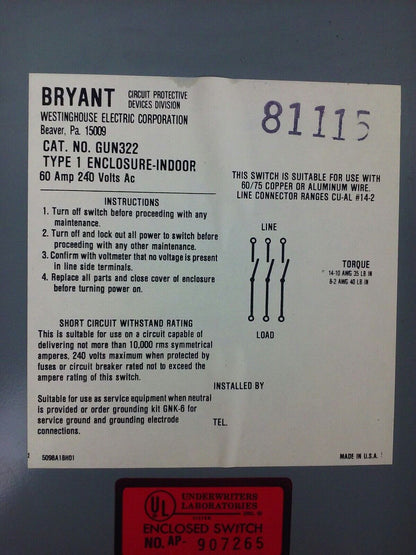 BRYANT CIRCUIT PROTECTIVE
DEVICES DIVISION
WESTINGHOUSE ELECTRIC CORPORATION
Beaver, Pa. 15009
CAT. NO. GUN322
TYPE 1 ENCLOSURE-INDOOR
60 Amp 240 Volts Ac
81115
THIS SWITCH IS SUITABLE FOR USE WITH
60/75 COPPER OR ALUMINUM WIRE.
LINE CONNECTOR RANGES CU-AL #14-2
INSTRUCTIONS
1. Turn off switch before proceeding with any
maintenance.
2. Turn off and lock out all power to switch before
proceeding with any other maintenance.
3. Confirm with voltmeter that no voltage is present
in line side terminals.
4. Replace all parts and close cover of enclosure
before turning power on.
LINE
LOAD
TORQUE
14-10 AWG 35 LB IN
8-2 AWG 40 LB IN
SHORT CIRCUIT WITHSTAND RATING
This is suitable for use on a circuit capable of
delivering not more than 10,000 rms symmetrical
amperes, 240 volts maximum when protected by
fuses or circuit breaker rated not to exceed the
ampere rating of this switch.
Suitable for use as service equipment when neutral
is provided or order grounding kit GNK-6 for
service ground and grounding electrode
connections.
INSTALLED BY
TEL.
5098A18H01
MADE IN U.S.A.
UL
UNDERWRITERS
LABORATORIES
INC. ®
LISTED
ENCLOSED SWITCH
NO. AP- 907265